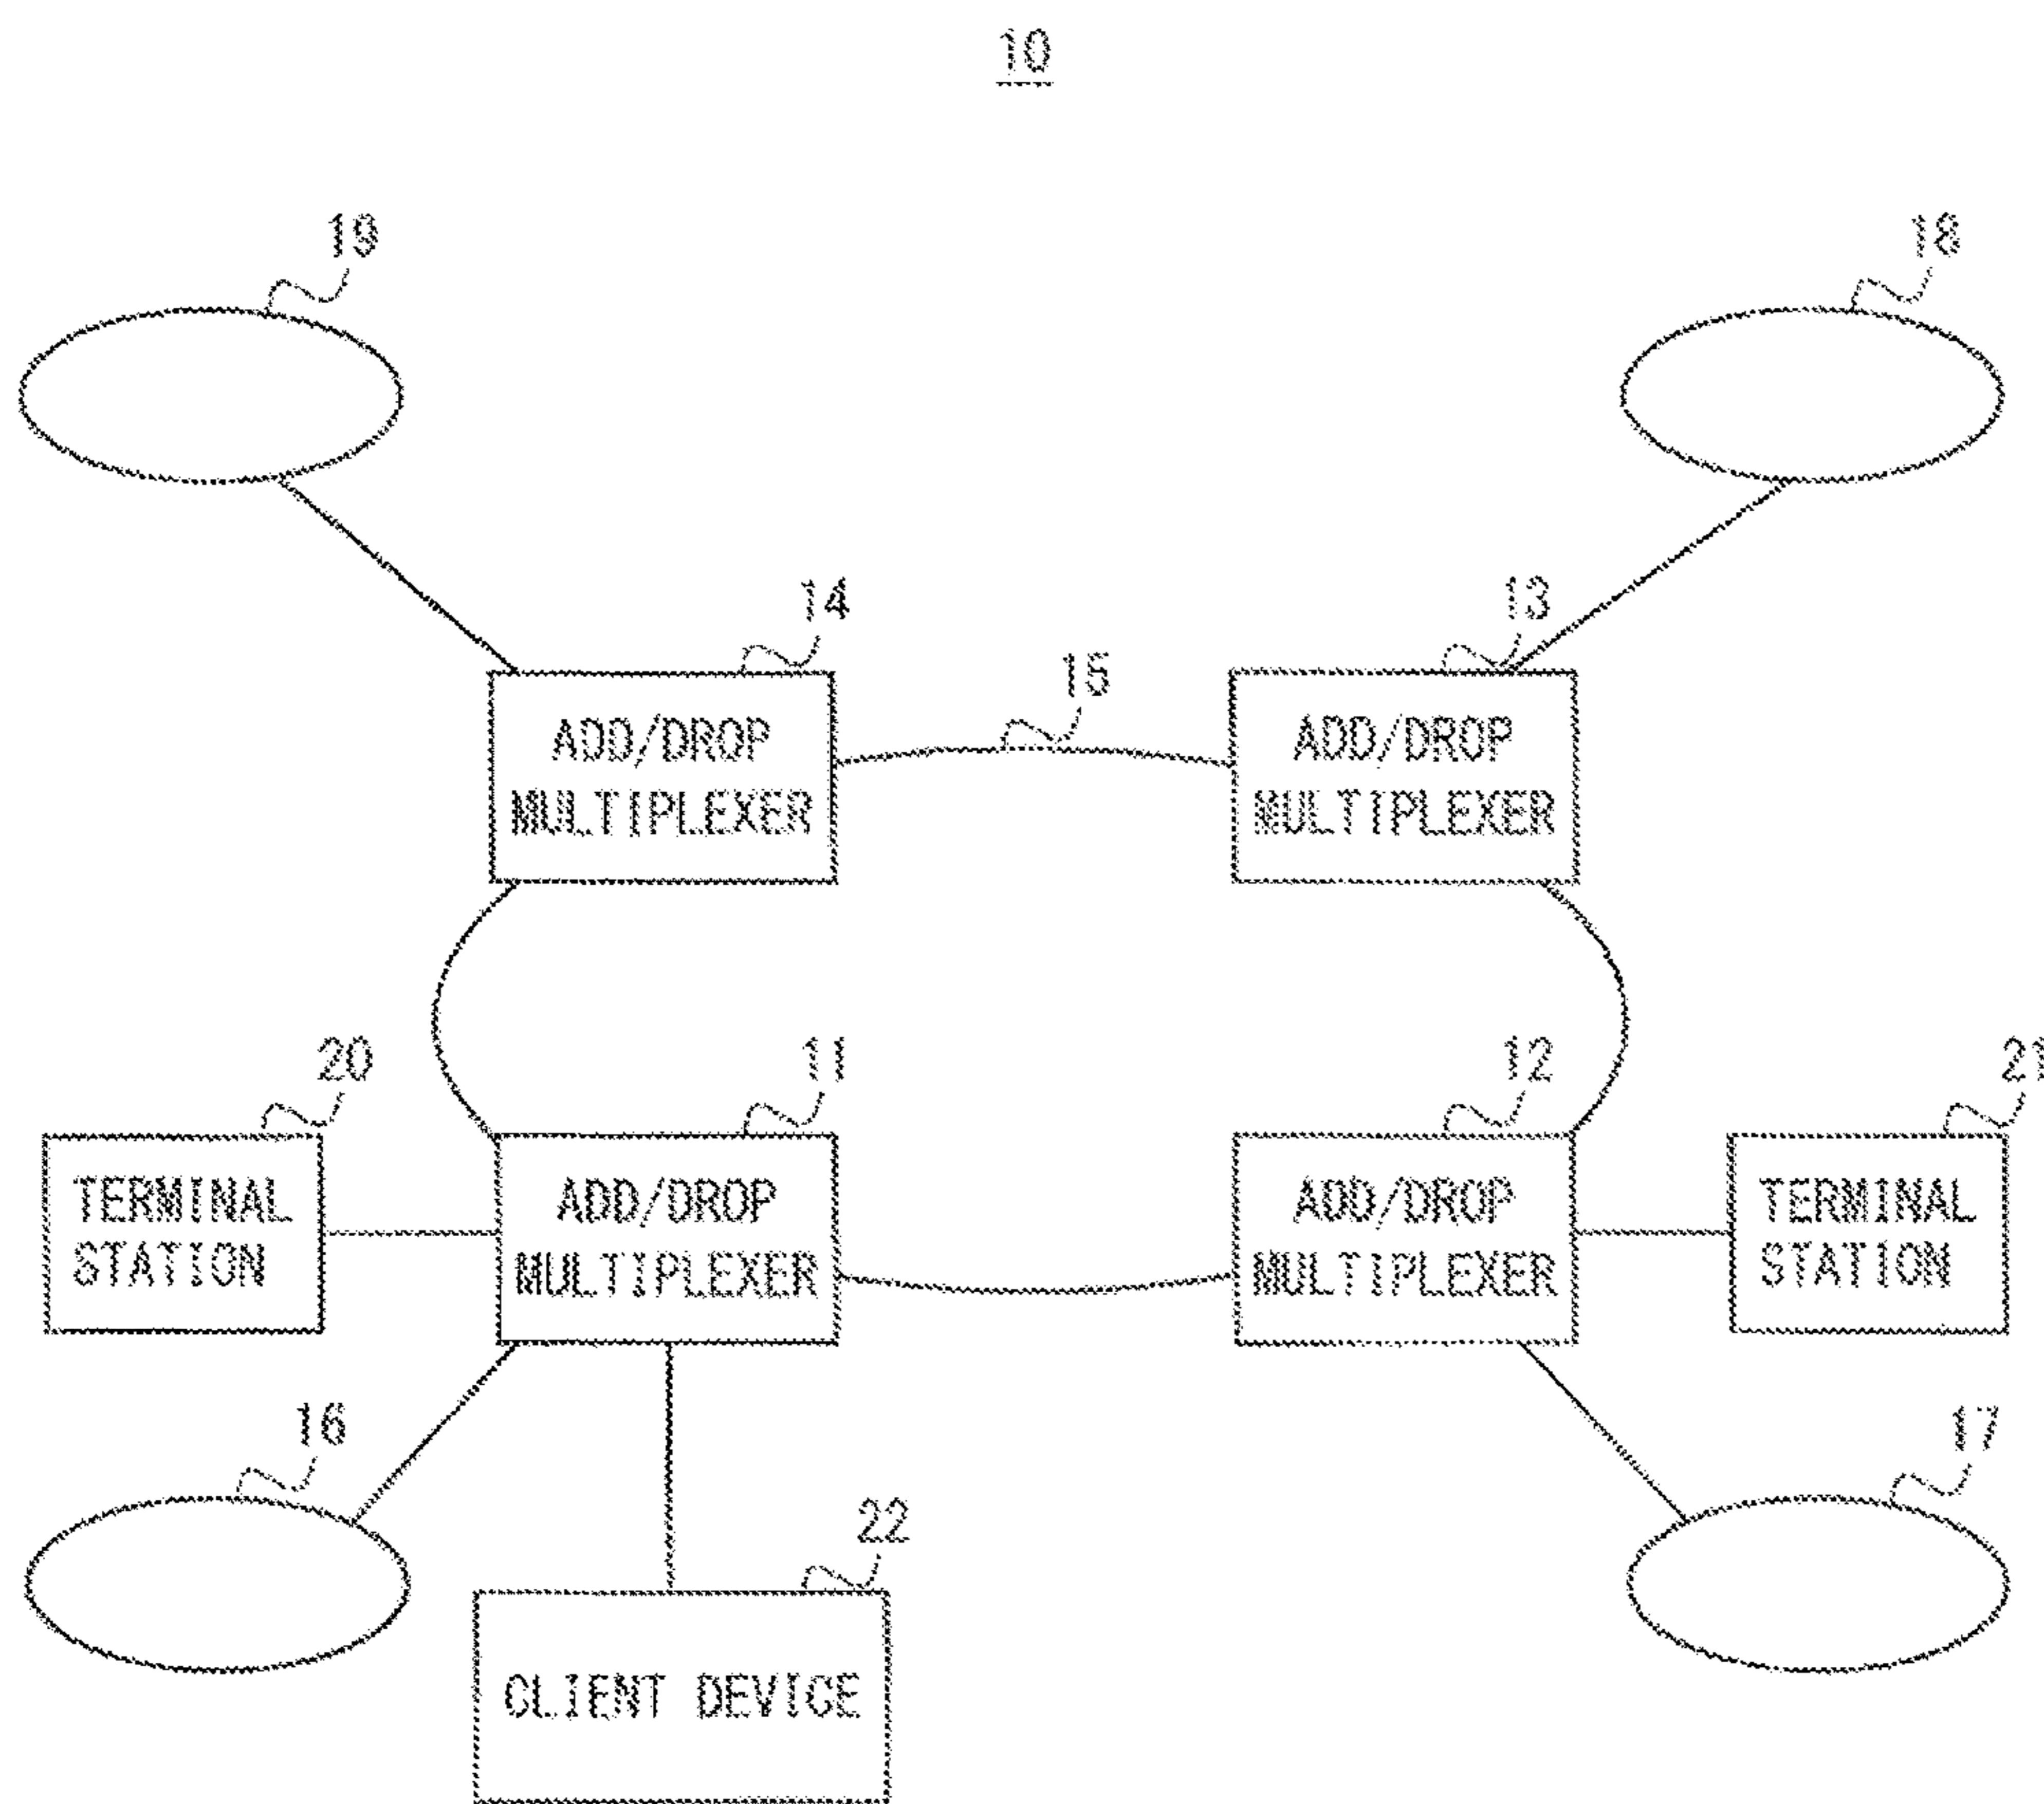 10
19
18
14
15
13
ADD/DROP
MULTIPLEXER
ADD/DROP
MULTIPLEXER
20
11
12
21
TERMINAL
STATION
ADD/DROP
MULTIPLEXER
ADD/DROP
MULTIPLEXER
TERMINAL
STATION
16
17
22
CLIENT DEVICE